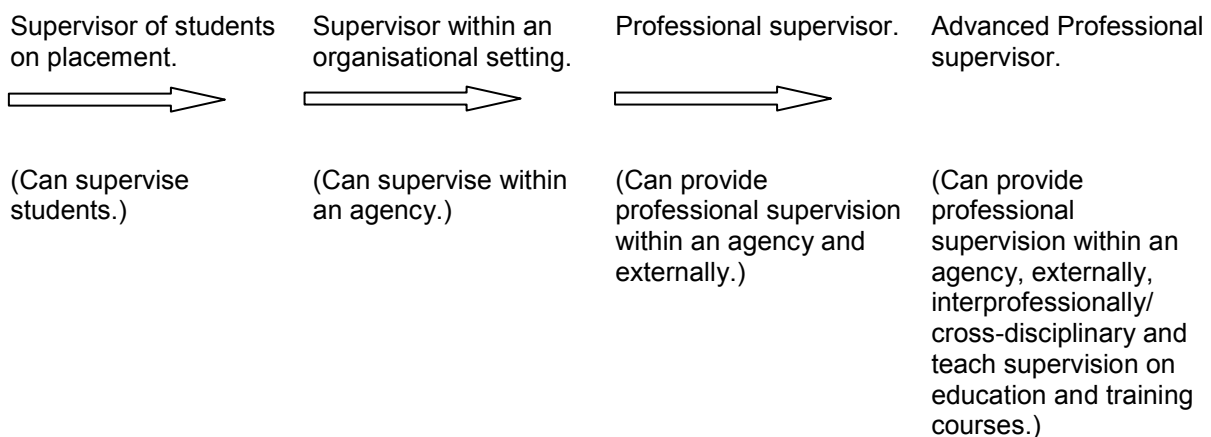 Supervisor of students
on placement.
Supervisor within an
organisational setting.
Professional supervisor.
Advanced Professional
supervisor.
(Can supervise
students.)
(Can supervise within
an agency.)
(Can provide
professional supervision
within an agency and
externally.)
(Can provide
professional
supervision within an
agency, externally,
interprofessionally/
cross-disciplinary and
teach supervision on
education and training
courses.)